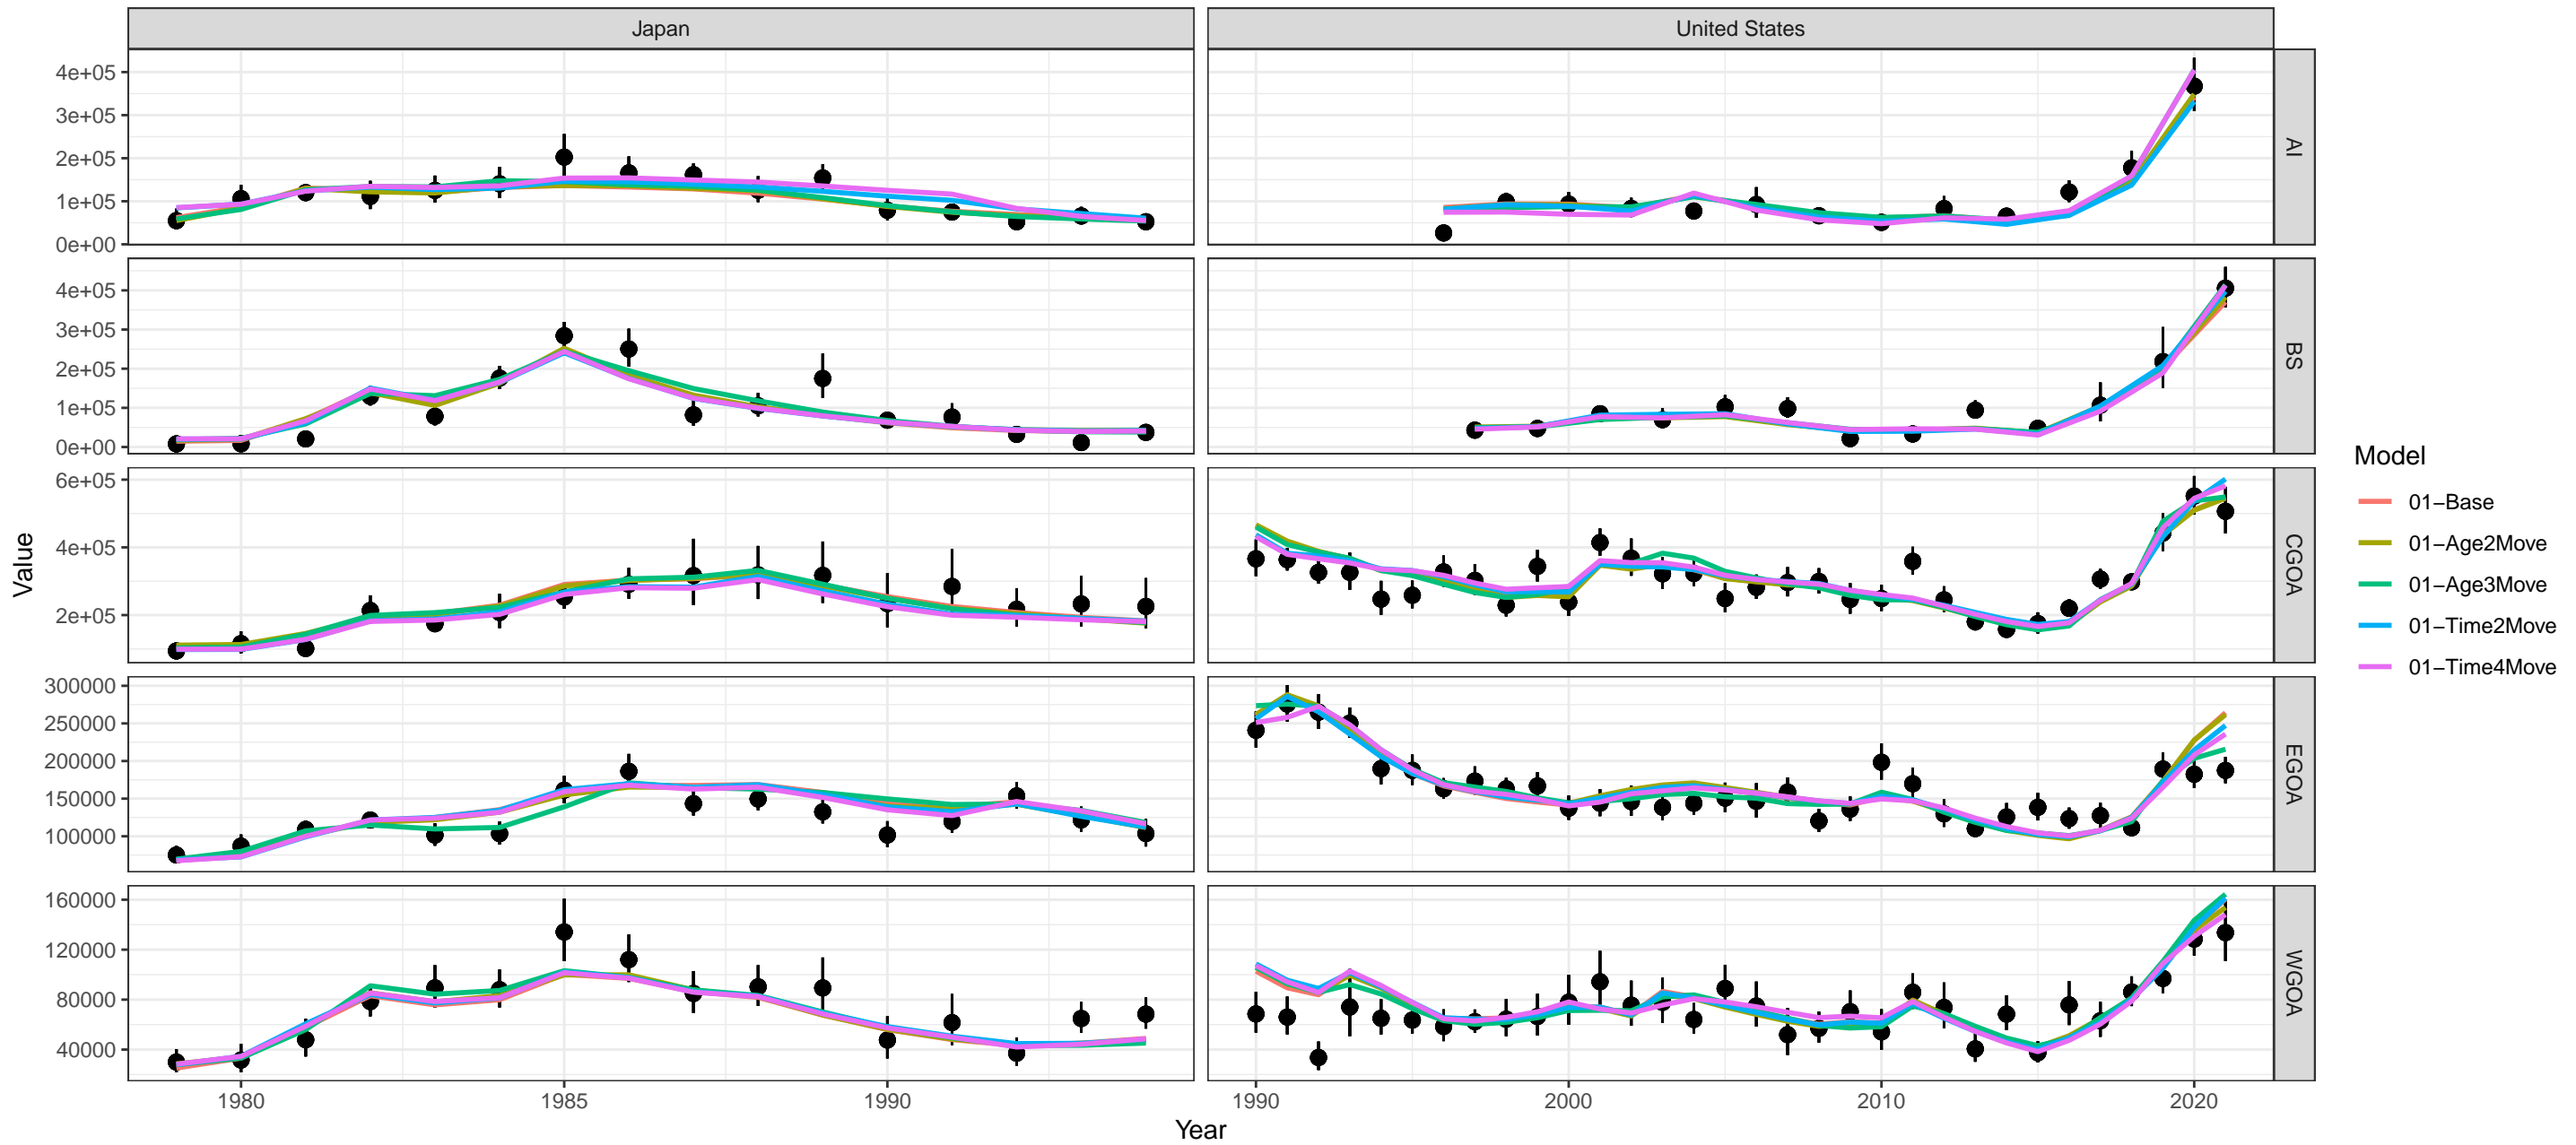 Japan
United States
4e+05
3e+05
2e+05
1e+05
0e+00
AI
4e+05
3e+05
2e+05
1e+05
0e+00
BS
6e+05
4e+05
2e+05
CGOA
300000
250000
200000
150000
100000
EGOA
160000
120000
80000
40000
WGOA
1980
1985
1990
1990
2000
2010
2020
Year
Value
Model
01−Base
01−Age2Move
01−Age3Move
01−Time2Move
01−Time4Move